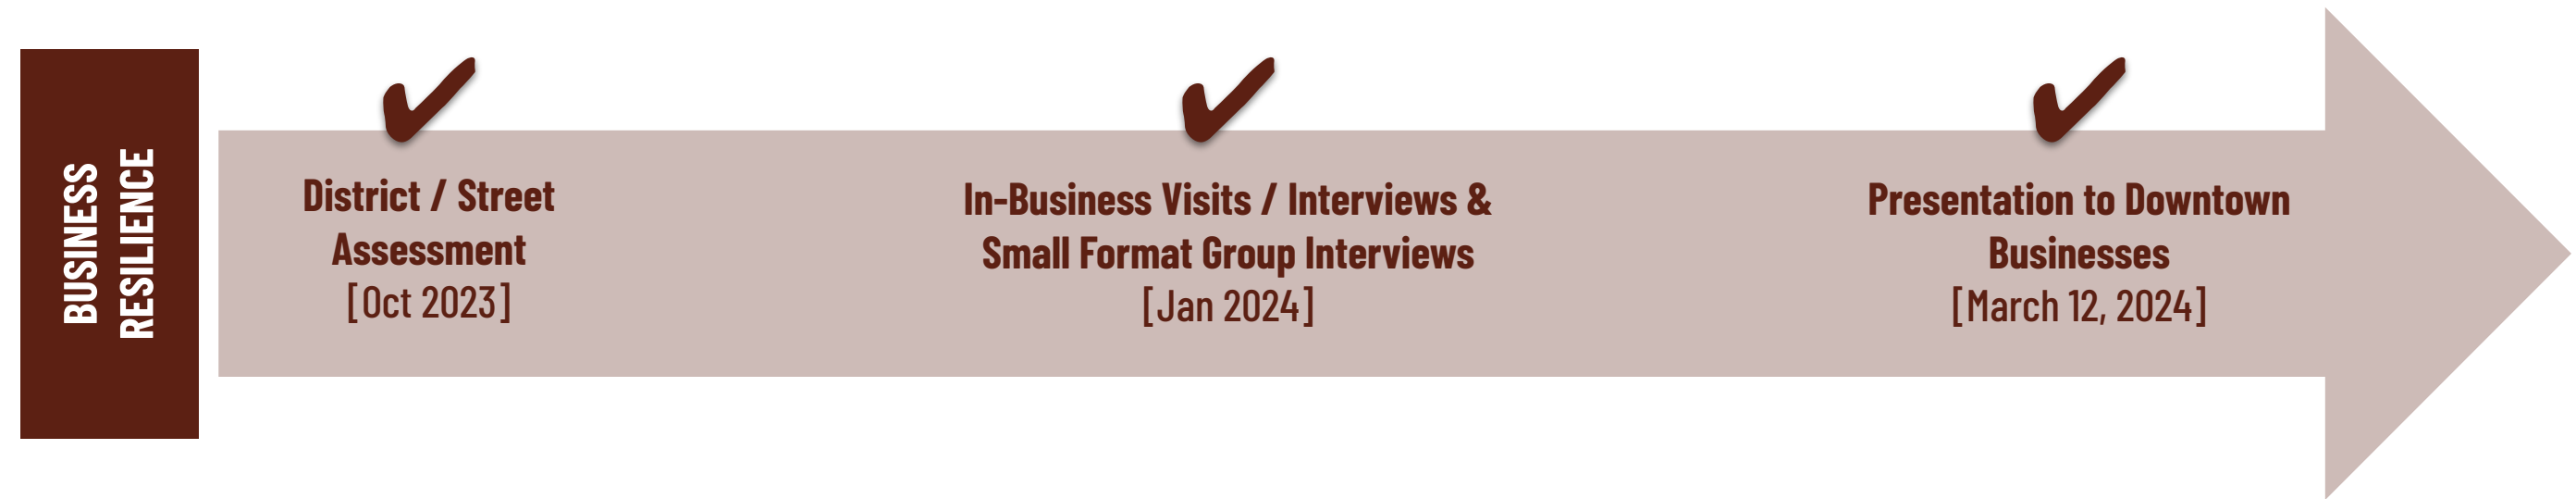 BUSINESS
RESILIENCE
District / Street
Assessment
[Oct 2023]
In-Business Visits / Interviews &
Small Format Group Interviews
[Jan 2024]
Presentation to Downtown
Businesses
[March 12, 2024]